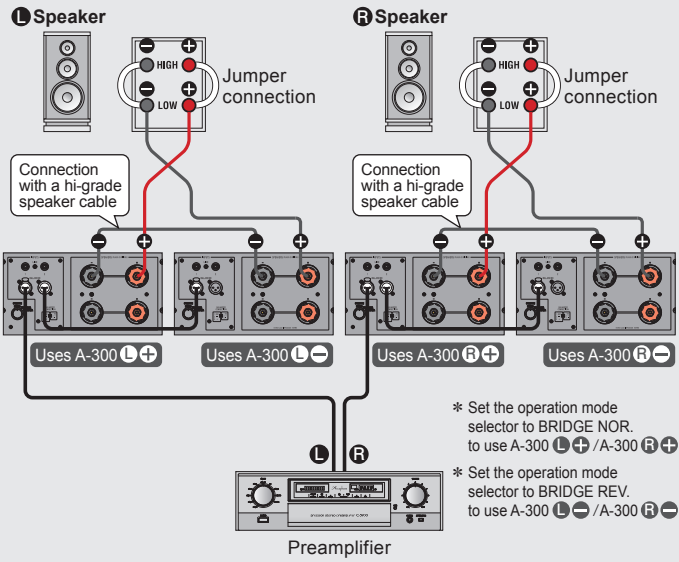 L Speaker
R Speaker
− +
HIGH
− +
LOW
Jumper
connection
− +
HIGH
− +
LOW
Jumper
connection
Connection
with a hi-grade
speaker cable
Connection
with a hi-grade
speaker cable
− + − +
− + − +
Uses A-300 L +
Uses A-300 L −
Uses A-300 R +
Uses A-300 R −
L R
* Set the operation mode
selector to BRIDGE NOR.
to use A-300 L + / A-300 R +
* Set the operation mode
selector to BRIDGE REV.
to use A-300 L − / A-300 R −
Preamplifier